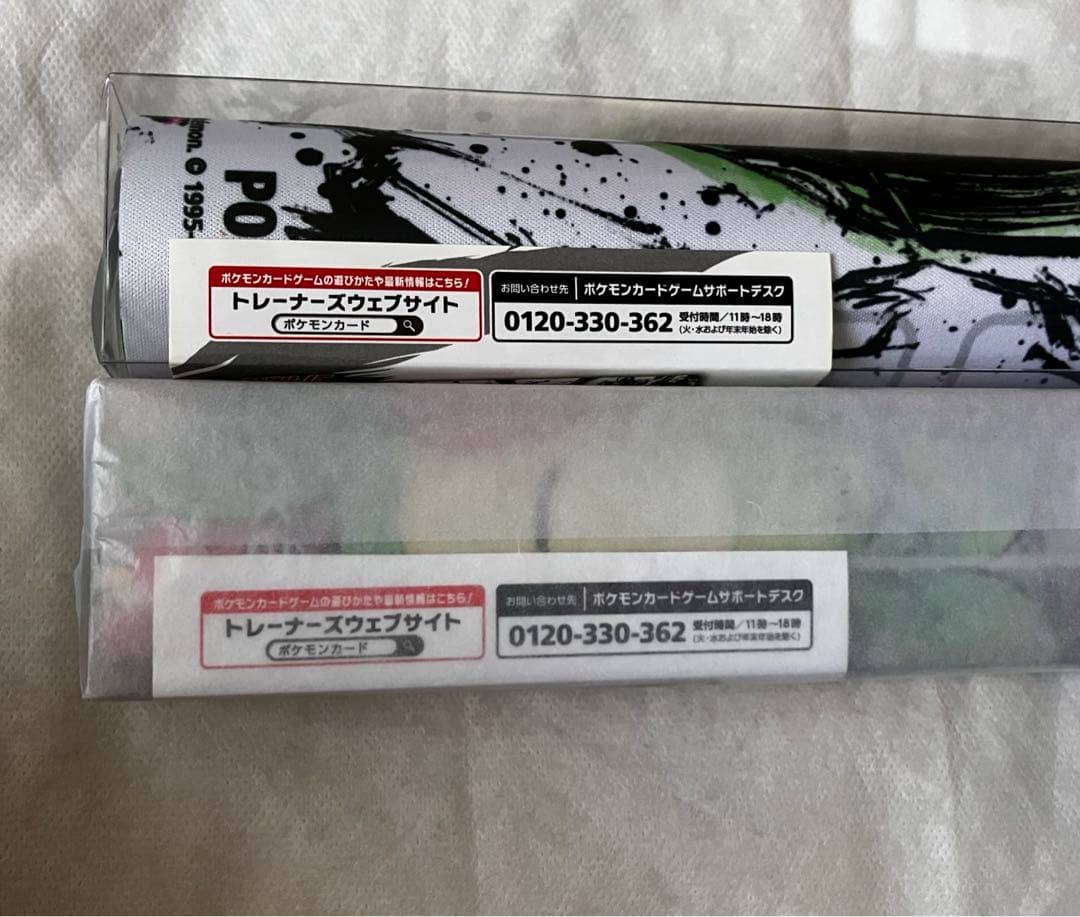 émon. © 1995-
PO
ポケモンカードゲームの遊びかたや最新情報はこちら!
トレーナーズウェブサイト
ポケモンカード
お問い合わせ先 ポケモンカードゲームサポートデスク
0120-330-362 受付時間/11時~18時
(火・水および年末年始を除く)
ポケモンカードゲームの遊びかたや最新情報はこちら!
トレーナーズウェブサイト
ポケモンカード
お問い合わせ先 ポケモンカードゲームサポートデスク
0120-330-362 受付時間/11時~18時
(火・水および年末年始を除く)